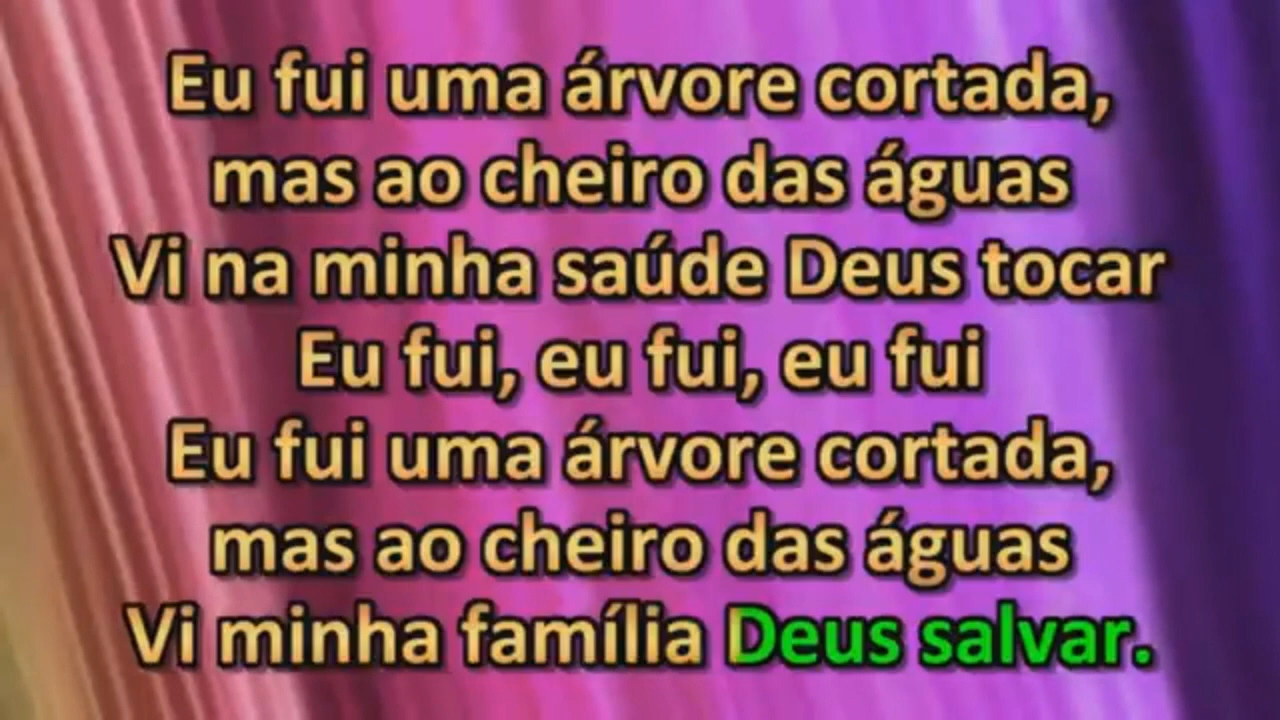 Eu fui uma árvore cortada,
mas ao cheiro das águas
Vi na minha saúde Deus tocar
Eu fui, eu fui, eu fui
Eu fui uma árvore cortada,
mas ao cheiro das águas
Vi minha família Deus salvar.